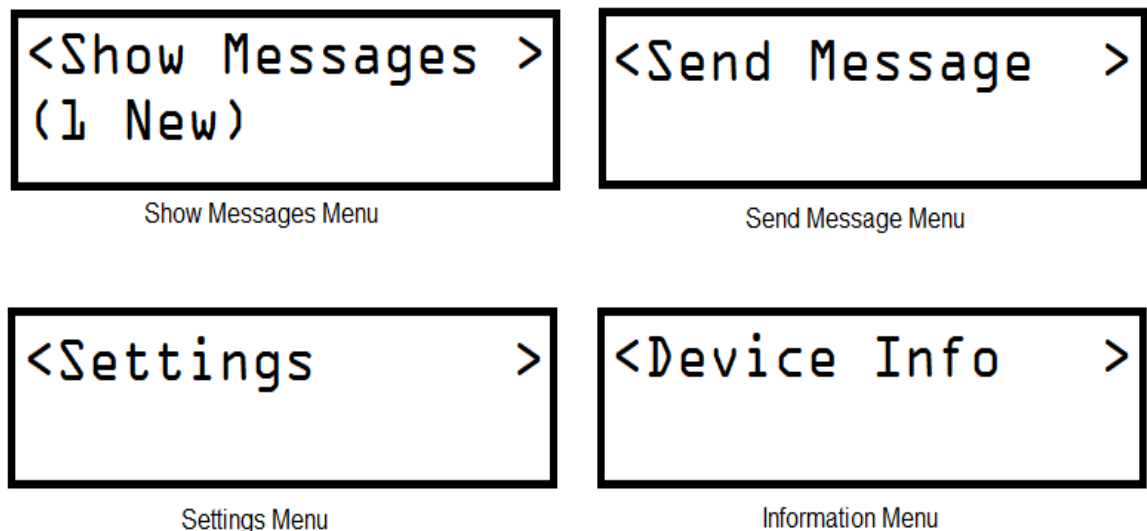 <Show Messages >
(1 New)
Show Messages Menu
<Send Message >
Send Message Menu
<Settings >
Settings Menu
<Device Info >
Information Menu